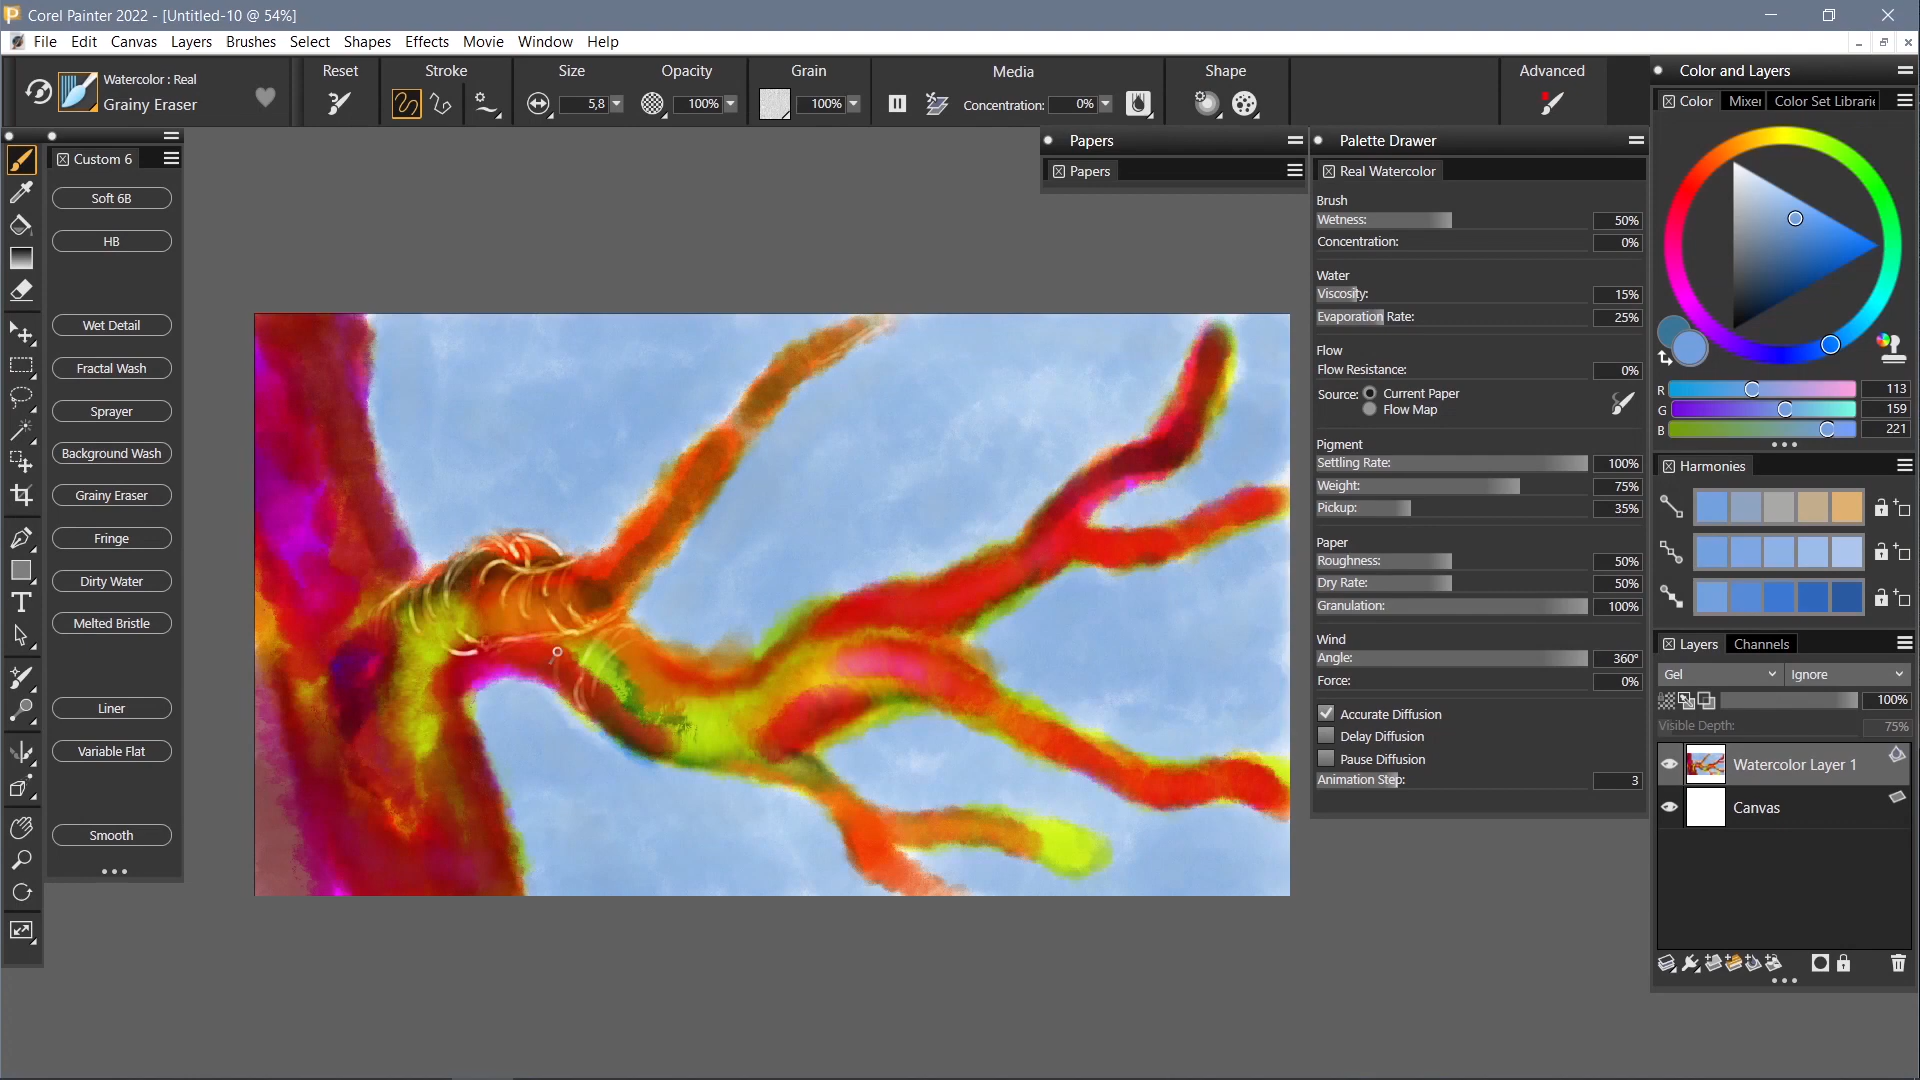 Corel Painter 2022 - [Untitled-10 @ 54%]
File Edit Canvas Layers Brushes Select Shapes Effects Movie Window Help
Watercolor : Real
Grainy Eraser
Reset
Stroke
Size
5,8
Opacity
100%
Grain
100%
Media
Concentration: 0%
Shape
Advanced
Custom 6
Soft 6B
HB
Wet Detail
Fractal Wash
Sprayer
Background Wash
Grainy Eraser
Fringe
Dirty Water
Melted Bristle
Liner
Variable Flat
Smooth
Papers
Papers
Palette Drawer
Real Watercolor
Brush
Wetness: 50%
Concentration: 0%
Water
Viscosity: 15%
Evaporation Rate: 25%
Flow
Flow Resistance: 0%
Source: Current Paper
Flow Map
Pigment
Settling Rate: 100%
Weight: 75%
Pickup: 35%
Paper
Roughness: 50%
Dry Rate: 50%
Granulation: 100%
Wind
Angle: 360°
Force: 0%
Accurate Diffusion
Delay Diffusion
Pause Diffusion
Animation Step: 3
Color and Layers
Color Mixer Color Set Librarie
R 113
G 159
B 221
Harmonies
Layers Channels
Gel Ignore
100%
Visible Depth: 75%
Watercolor Layer 1
Canvas